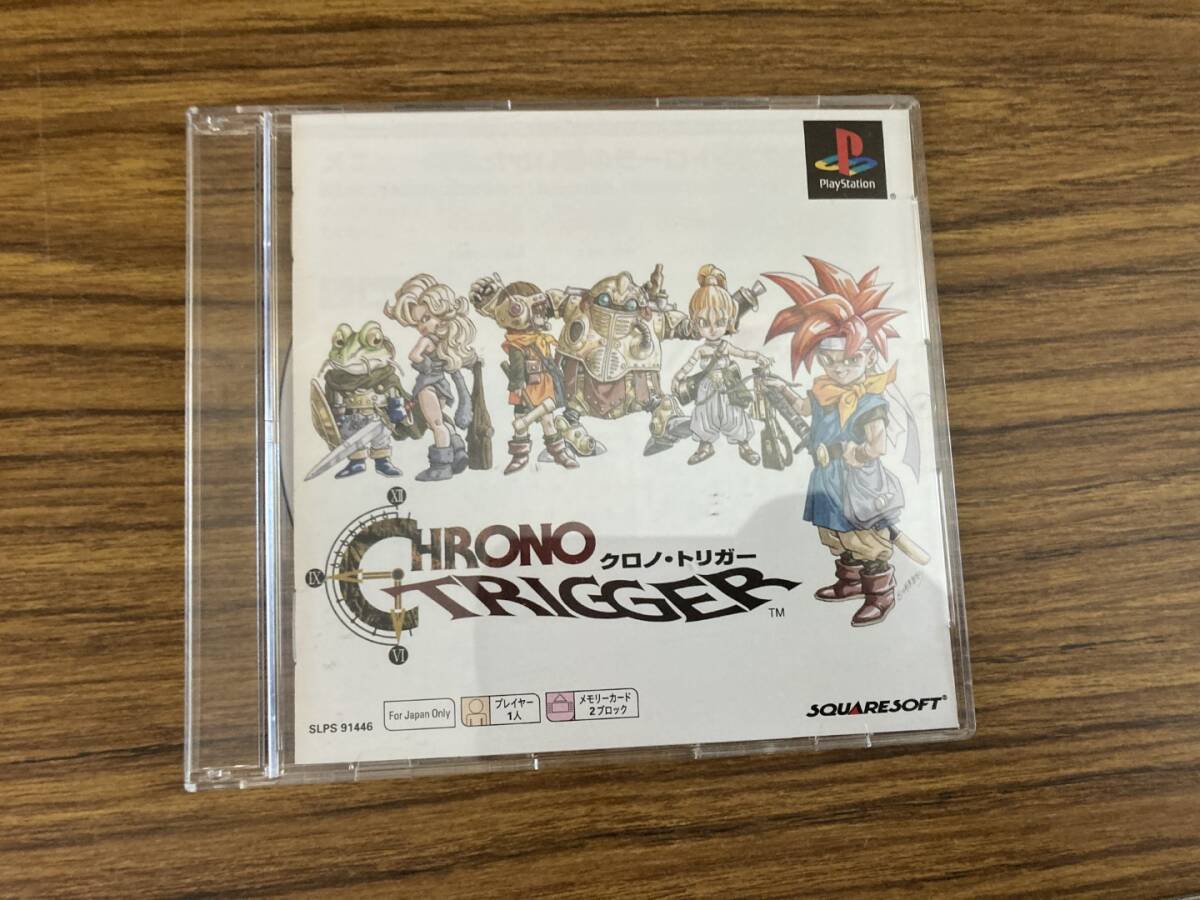 PlayStation
®
XII
IX
VI
CHRONO
クロノ・トリガー
TRIGGER
TM
SLPS 91446
For Japan Only
プレイヤー
1人
メモリーカード
2ブロック
SQUARESOFT®